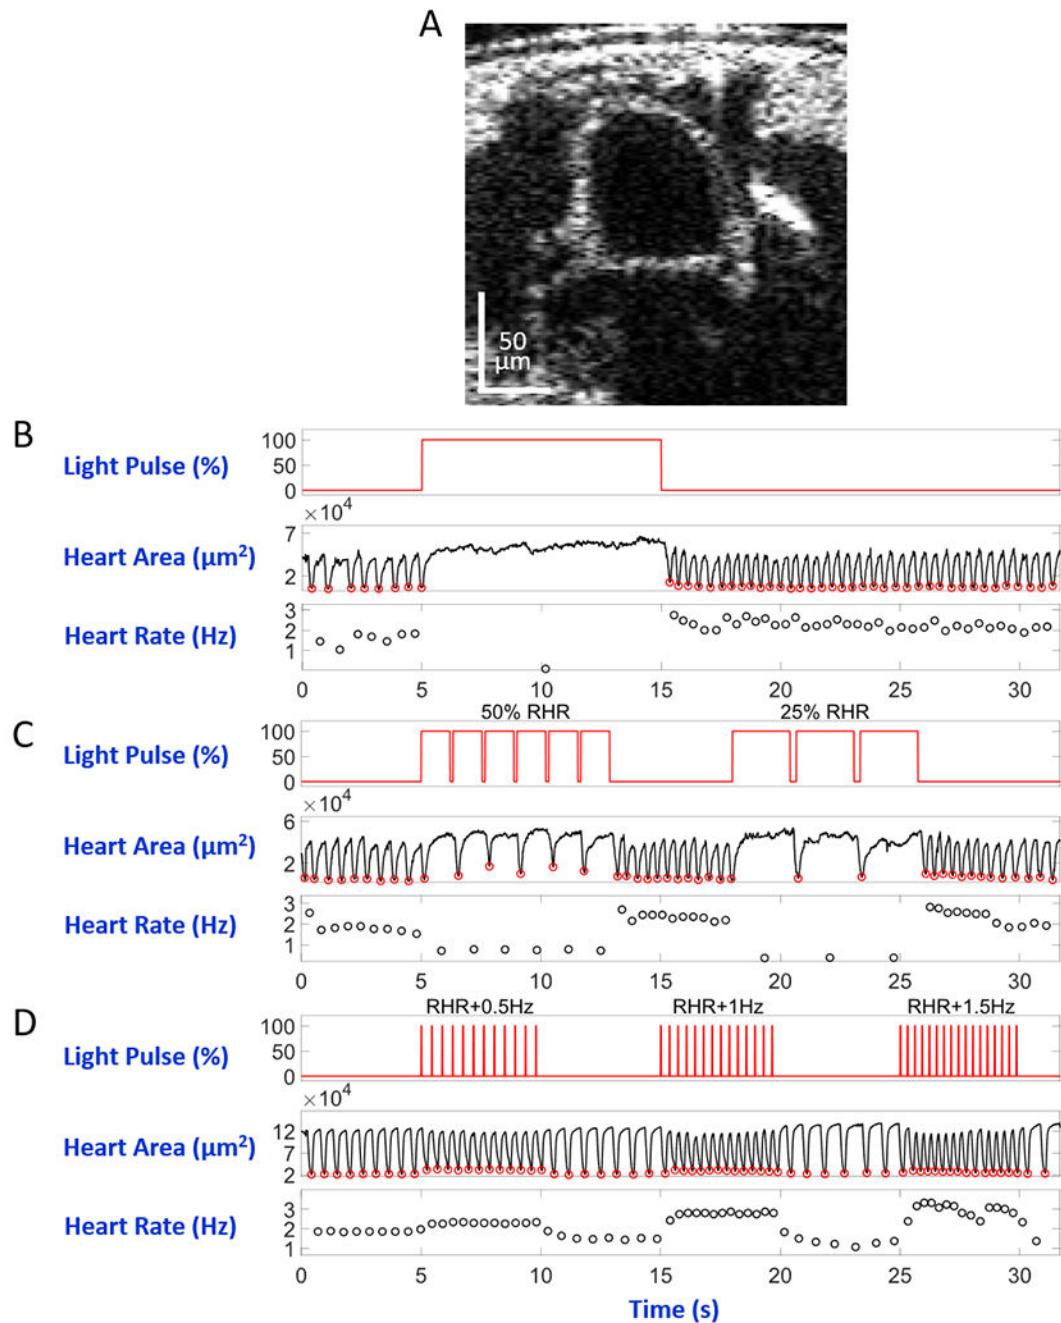 A
50
µm
B
Light Pulse (%)
100
50
0
×10⁴
Heart Area (µm²)
7
2
Heart Rate (Hz)
3
2
1
0 5 10 15 20 25 30
50% RHR 25% RHR
C
Light Pulse (%)
100
50
0
×10⁴
Heart Area (µm²)
6
2
Heart Rate (Hz)
3
2
1
0 5 10 15 20 25 30
RHR+0.5Hz RHR+1Hz RHR+1.5Hz
D
Light Pulse (%)
100
50
0
×10⁴
Heart Area (µm²)
12
7
2
Heart Rate (Hz)
3
2
1
0 5 10 15 20 25 30
Time (s)